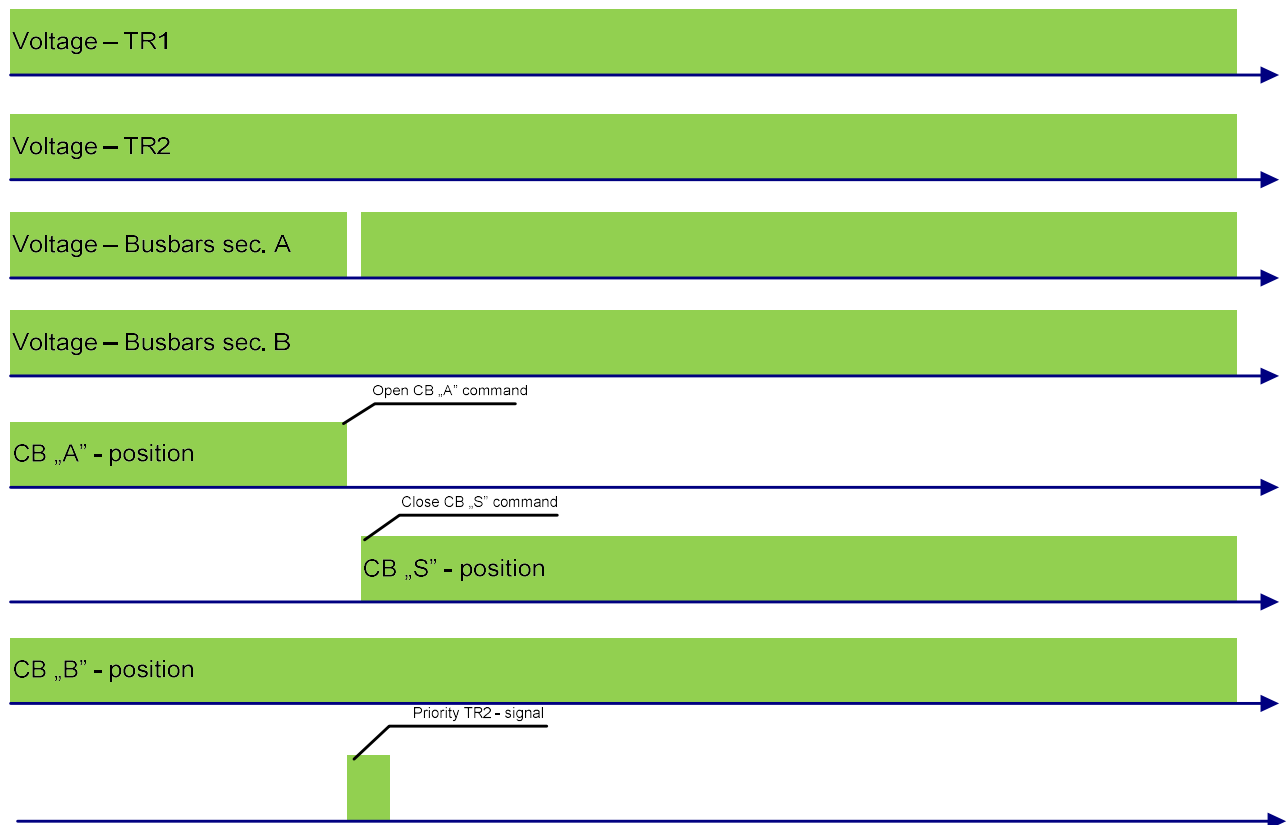 Voltage – TR1
Voltage – TR2
Voltage – Busbars sec. A
Voltage – Busbars sec. B
Open CB „A” command
CB „A” - position
Close CB „S” command
CB „S” - position
CB „B” - position
Priority TR2 - signal